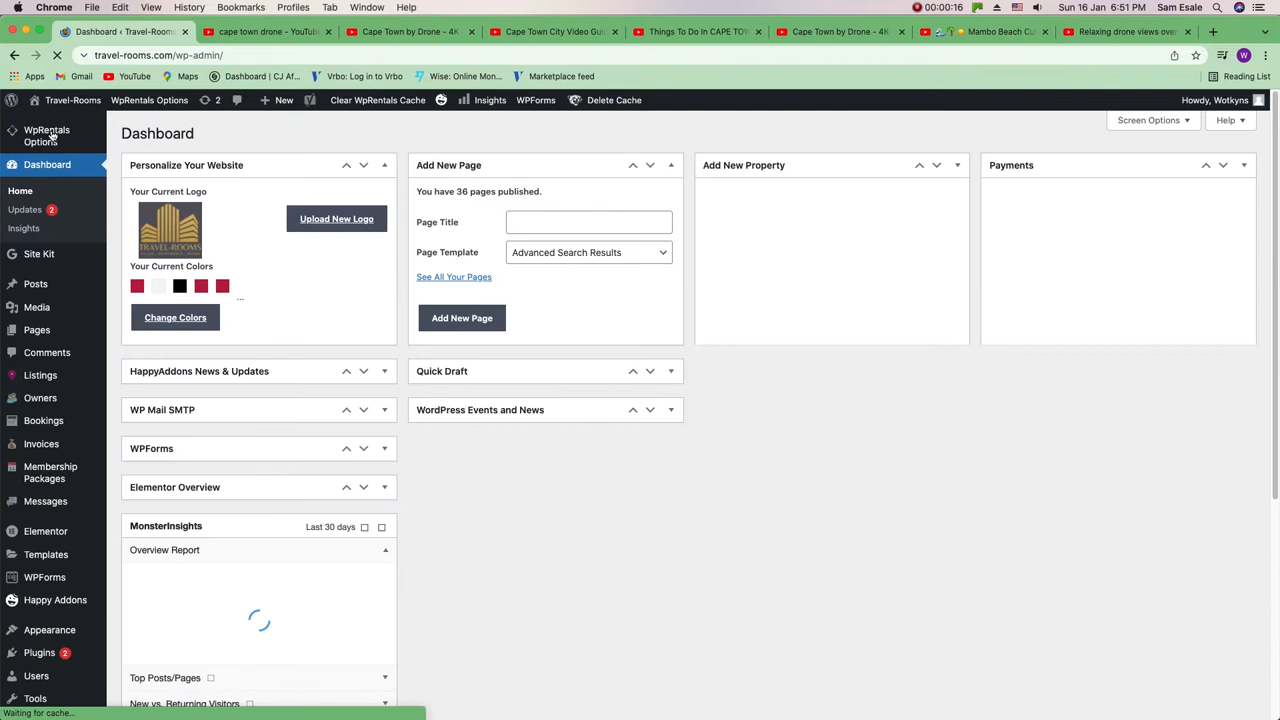 Chrome File Edit View History Bookmarks Profiles Tab Window Help
00:00:16 Sun 16 Jan 4:51 PM Sam Esale
Dashboard ‹ Travel-Rooms
cape town drone - YouTube
Cape Town by Drone - 4K
Cape Town City Video Gui
Things To Do In CAPE TOW
Cape Town by Drone - 4K
Mambo Beach Cu
Relaxing drone views over
travel-rooms.com/wp-admin/
Apps Gmail YouTube Maps Dashboard | CJ Af... Vrbo: Log in to Vrbo Wise: Online Mon... Marketplace feed Reading List
Travel-Rooms WpRentals Options 2 New Clear WpRentals Cache Insights WPForms Delete Cache Howdy, Wotkyns
Screen Options Help
WpRentals
Options
Dashboard
Home
Updates 2
Insights
Site Kit
Posts
Media
Pages
Comments
Listings
Owners
Bookings
Invoices
Membership
Packages
Messages
Elementor
Templates
WPForms
Happy Addons
Appearance
Plugins 2
Users
Tools
Dashboard
Personalize Your Website
Your Current Logo
TRAVEL-ROOMS
Upload New Logo
Your Current Colors
...
Change Colors
Add New Page
You have 36 pages published.
Page Title
Page Template Advanced Search Results
See All Your Pages
Add New Page
Add New Property
Payments
HappyAddons News & Updates
Quick Draft
WP Mail SMTP
WordPress Events and News
WPForms
Elementor Overview
MonsterInsights Last 30 days
Overview Report
Top Posts/Pages
New vs. Returning Visitors
Waiting for cache...